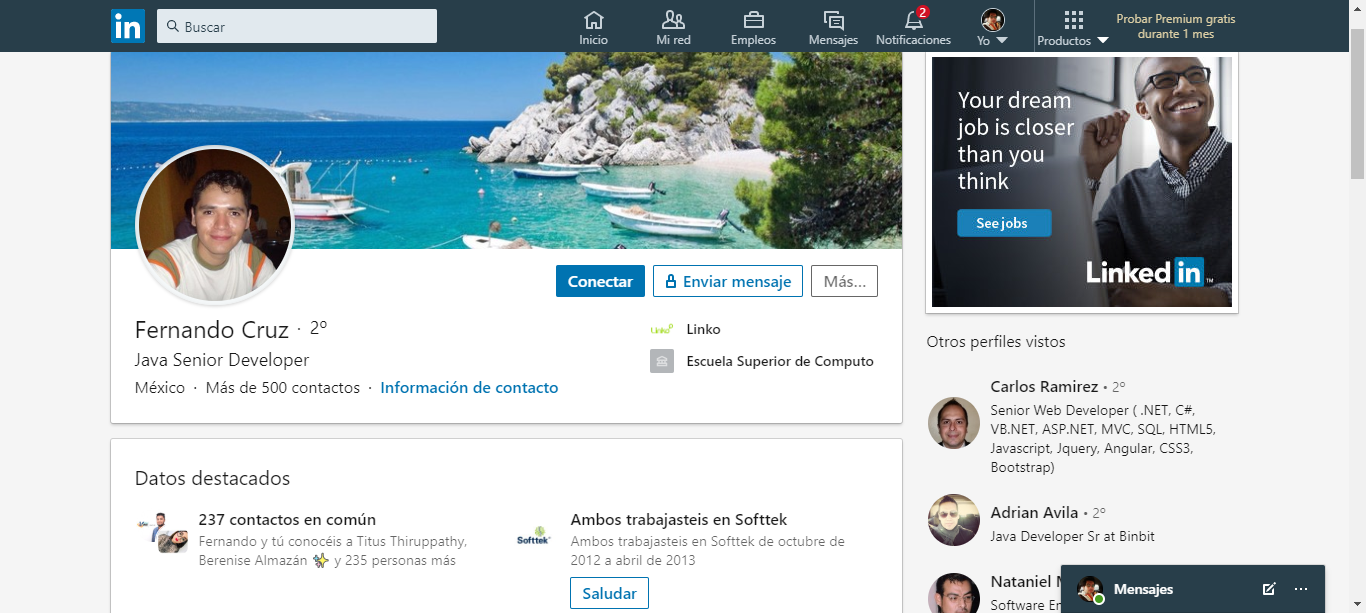 in
Buscar
Inicio
Mi red
Empleos
Mensajes
2
Notificaciones
Yo
Productos
Probar Premium gratis
durante 1 mes
Conectar
Enviar mensaje
Más...
Fernando Cruz · 2º
Java Senior Developer
México · Más de 500 contactos · Información de contacto
Linko
Linko
Escuela Superior de Computo
Datos destacados
237 contactos en común
Fernando y tú conocéis a Titus Thiruppathy,
Berenise Almazán ✨ y 235 personas más
Softtek
Ambos trabajasteis en Softtek
Ambos trabajasteis en Softtek de octubre de
2012 a abril de 2013
Saludar
Your dream
job is closer
than you
think
See jobs
Linked in ™
Otros perfiles vistos
Carlos Ramirez • 2º
Senior Web Developer ( .NET, C#,
VB.NET, ASP.NET, MVC, SQL, HTML5,
Javascript, Jquery, Angular, CSS3,
Bootstrap)
Adrian Avila • 2º
Java Developer Sr at Binbit
Nataniel
Software
Mensajes